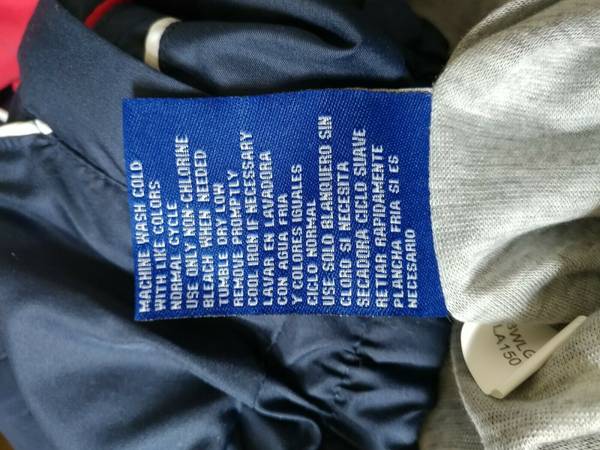 MACHINE WASH COLD
WITH LIKE COLORS
NORMAL CYCLE
USE ONLY NON-CHLORINE
BLEACH WHEN NEEDED
TUMBLE DRY LOW
REMOVE PROMPTLY
COOL IRON IF NECESSARY
LAVAR EN LAVADORA
CON AGUA FRIA
Y COLORES IGUALES
CICLO NORMAL
USE SOLO BLANQUERO SIN
CLORO SI NECESITA
SECADORA CICLO SUAVE
RETIAR RAPIDAMENTE
PLANCHA FRIA SI ES
NECESARIO
LA150